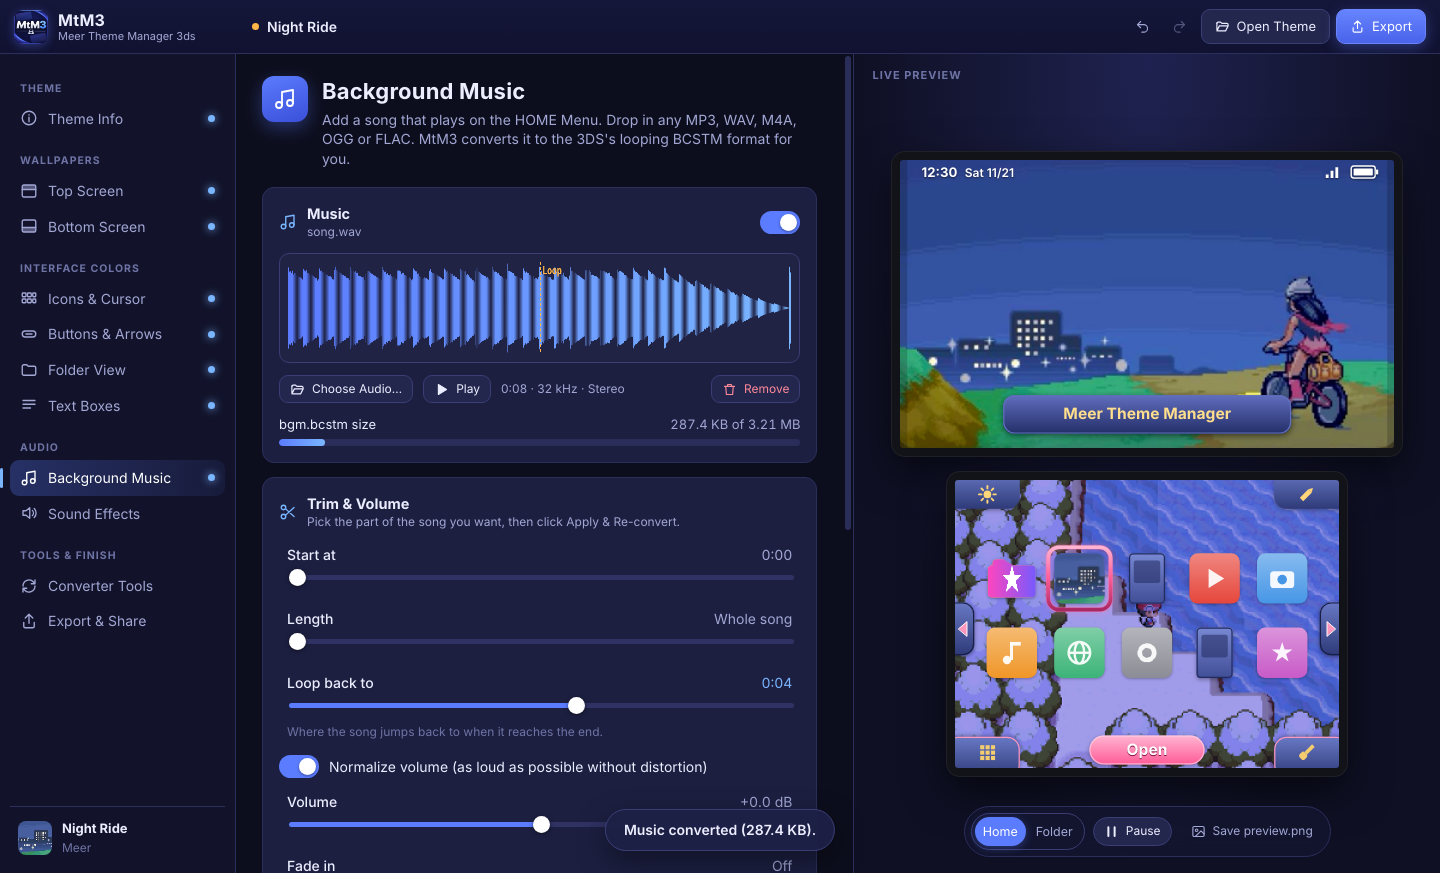 MtM3
MtM3
Meer Theme Manager 3ds
Night Ride
Open Theme
Export
THEME
Theme Info
WALLPAPERS
Top Screen
Bottom Screen
INTERFACE COLORS
Icons & Cursor
Buttons & Arrows
Folder View
Text Boxes
AUDIO
Background Music
Sound Effects
TOOLS & FINISH
Converter Tools
Export & Share
Night Ride
Meer
Background Music
Add a song that plays on the HOME Menu. Drop in any MP3, WAV, M4A,
OGG or FLAC. MtM3 converts it to the 3DS's looping BCSTM format for
you.
Music
song.wav
Loop
Choose Audio...
Play
0:08 · 32 kHz · Stereo
Remove
bgm.bcstm size
287.4 KB of 3.21 MB
Trim & Volume
Pick the part of the song you want, then click Apply & Re-convert.
Start at
0:00
Length
Whole song
Loop back to
0:04
Where the song jumps back to when it reaches the end.
Normalize volume (as loud as possible without distortion)
Volume
+0.0 dB
Music converted (287.4 KB).
Fade in
Off
LIVE PREVIEW
12:30 Sat 11/21
Meer Theme Manager
Open
Home
Folder
Pause
Save preview.png